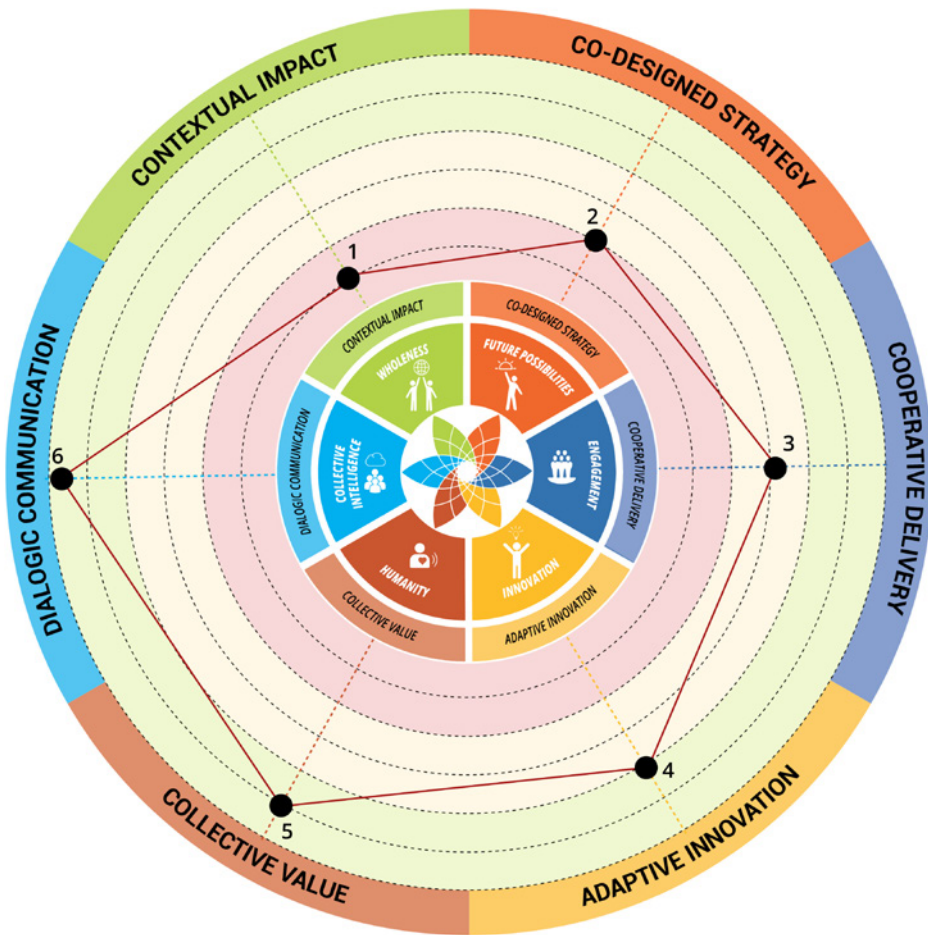 CONTEXTUAL IMPACT
CO-DESIGNED STRATEGY
COOPERATIVE DELIVERY
ADAPTIVE INNOVATION
COLLECTIVE VALUE
DIALOGIC COMMUNICATION
1
2
3
4
5
6
CONTEXTUAL IMPACT
CO-DESIGNED STRATEGY
COOPERATIVE DELIVERY
ADAPTIVE INNOVATION
COLLECTIVE VALUE
DIALOGIC COMMUNICATION
WHOLENESS
FUTURE POSSIBILITIES
ENGAGEMENT
INNOVATION
HUMANITY
COLLECTIVE
INTELLIGENCE